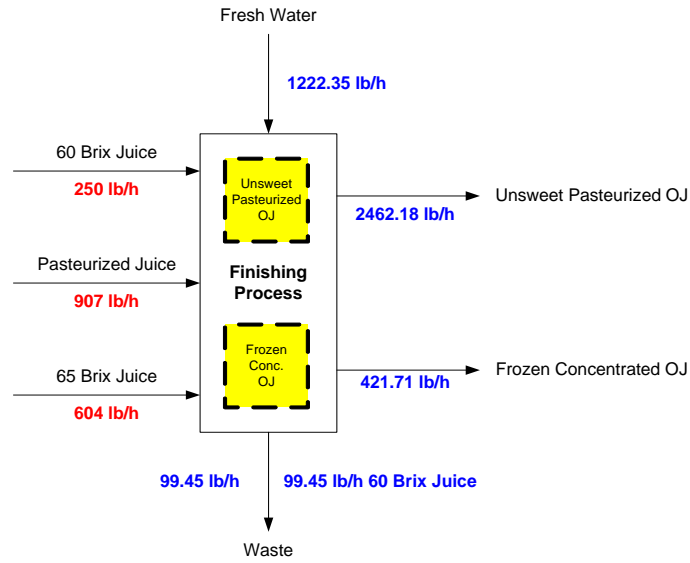 Fresh Water
1222.35 lb/h
60 Brix Juice
250 lb/h
Unsweet
Pasteurized
OJ
2462.18 lb/h
Unsweet Pasteurized OJ
Pasteurized Juice
907 lb/h
Finishing
Process
65 Brix Juice
604 lb/h
Frozen
Conc.
OJ
421.71 lb/h
Frozen Concentrated OJ
99.45 lb/h
99.45 lb/h 60 Brix Juice
Waste